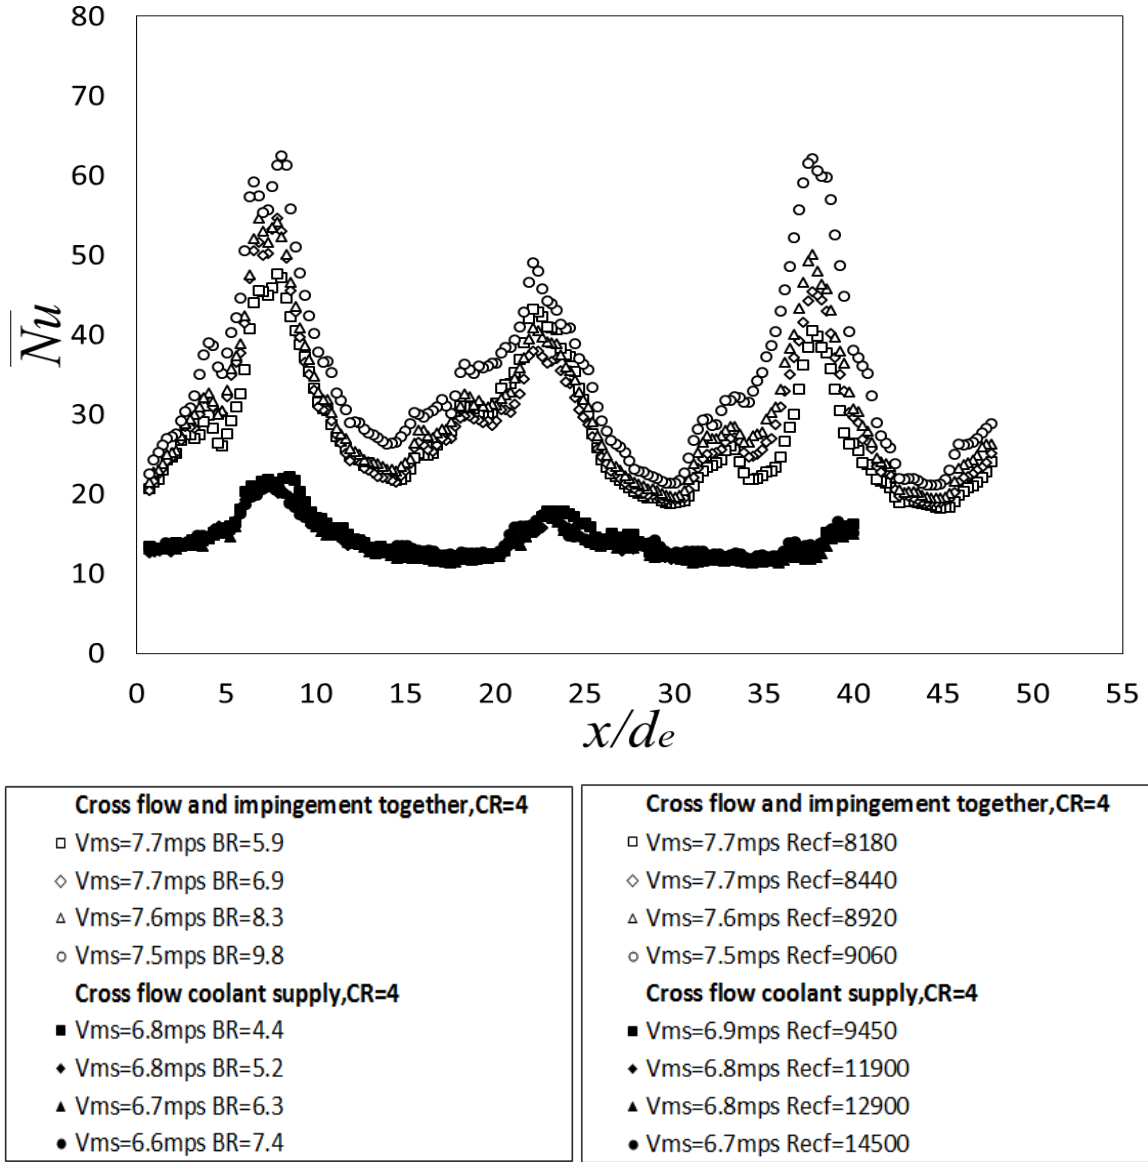 80
70
60
50
40
30
20
10
0
Nu
0 5 10 15 20 25 30 35 40 45 50 55
x/de
Cross flow and impingement together,CR=4
Vms=7.7mps BR=5.9
Vms=7.7mps BR=6.9
Vms=7.6mps BR=8.3
Vms=7.5mps BR=9.8
Cross flow coolant supply,CR=4
Vms=6.8mps BR=4.4
Vms=6.8mps BR=5.2
Vms=6.7mps BR=6.3
Vms=6.6mps BR=7.4
Cross flow and impingement together,CR=4
Vms=7.7mps Recf=8180
Vms=7.7mps Recf=8440
Vms=7.6mps Recf=8920
Vms=7.5mps Recf=9060
Cross flow coolant supply,CR=4
Vms=6.9mps Recf=9450
Vms=6.8mps Recf=11900
Vms=6.8mps Recf=12900
Vms=6.7mps Recf=14500